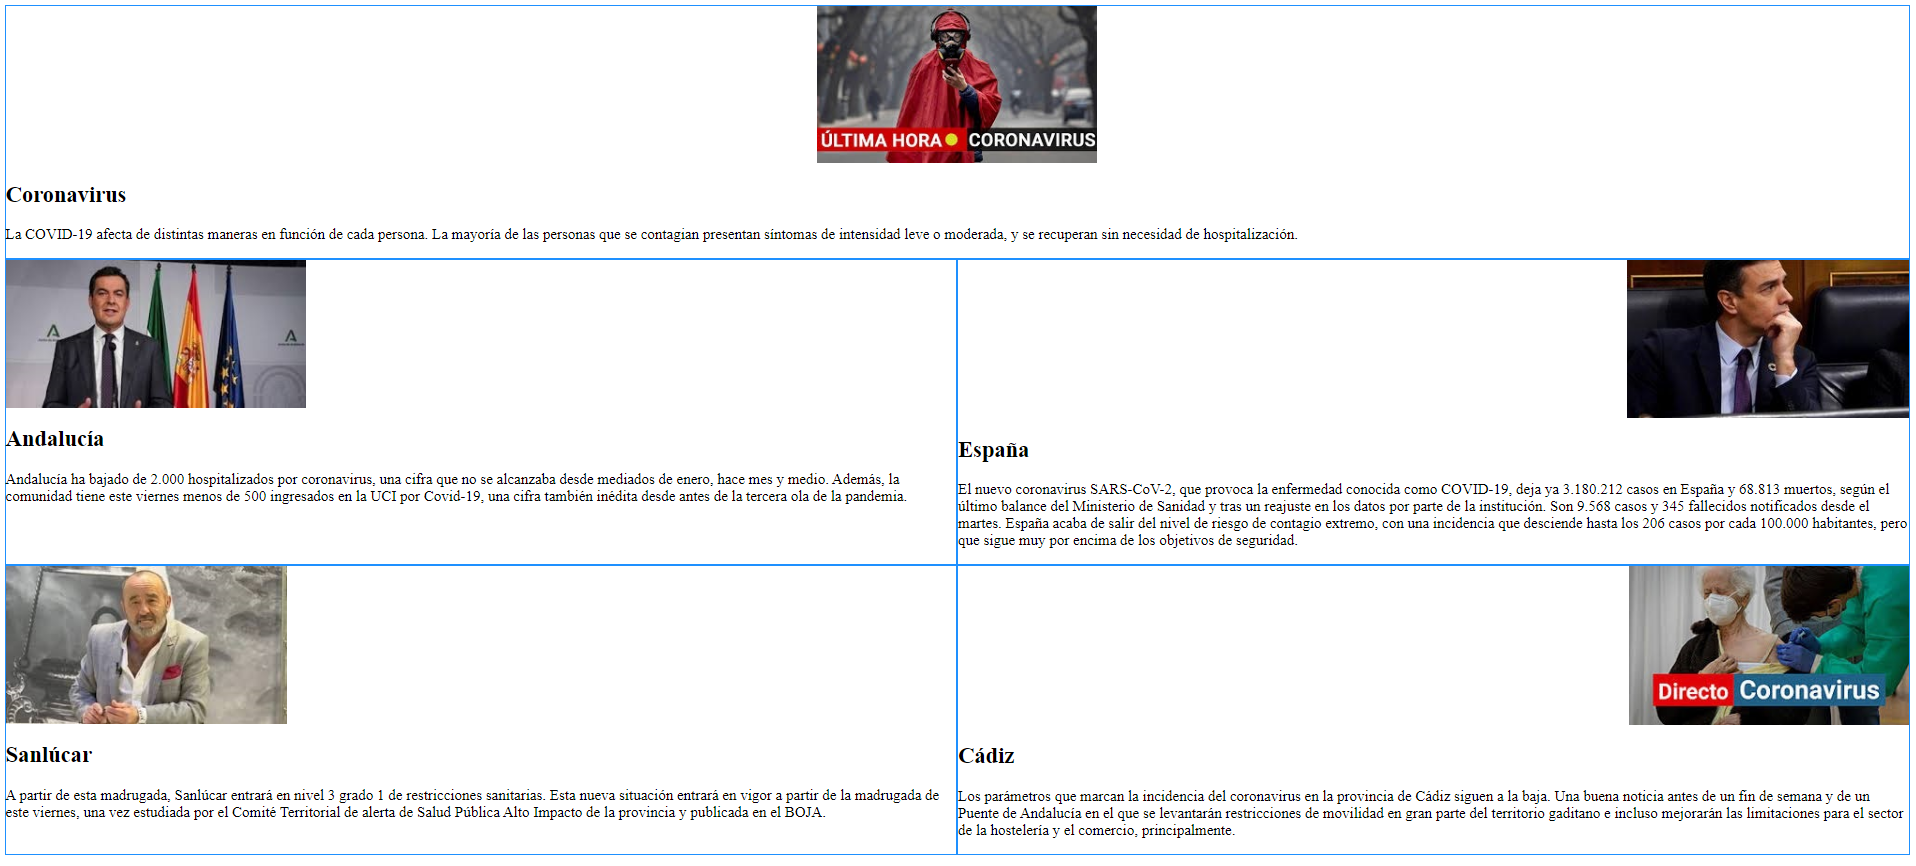 ÚLTIMA HORA CORONAVIRUS
Coronavirus
La COVID-19 afecta de distintas maneras en función de cada persona. La mayoría de las personas que se contagian presentan síntomas de intensidad leve o moderada, y se recuperan sin necesidad de hospitalización.
Andalucía
Andalucía ha bajado de 2.000 hospitalizados por coronavirus, una cifra que no se alcanzaba desde mediados de enero, hace mes y medio. Además, la
comunidad tiene este viernes menos de 500 ingresados en la UCI por Covid-19, una cifra también inédita desde antes de la tercera ola de la pandemia.
España
El nuevo coronavirus SARS-CoV-2, que provoca la enfermedad conocida como COVID-19, deja ya 3.180.212 casos en España y 68.813 muertos, según el
último balance del Ministerio de Sanidad y tras un reajuste en los datos por parte de la institución. Son 9.568 casos y 345 fallecidos notificados desde el
martes. España acaba de salir del nivel de riesgo de contagio extremo, con una incidencia que desciende hasta los 206 casos por cada 100.000 habitantes, pero
que sigue muy por encima de los objetivos de seguridad.
Sanlúcar
A partir de esta madrugada, Sanlúcar entrará en nivel 3 grado 1 de restricciones sanitarias. Esta nueva situación entrará en vigor a partir de la madrugada de
este viernes, una vez estudiada por el Comité Territorial de alerta de Salud Pública Alto Impacto de la provincia y publicada en el BOJA.
Directo Coronavirus
Cádiz
Los parámetros que marcan la incidencia del coronavirus en la provincia de Cádiz siguen a la baja. Una buena noticia antes de un fin de semana y de un
Puente de Andalucía en el que se levantarán restricciones de movilidad en gran parte del territorio gaditano e incluso mejorarán las limitaciones para el sector
de la hostelería y el comercio, principalmente.